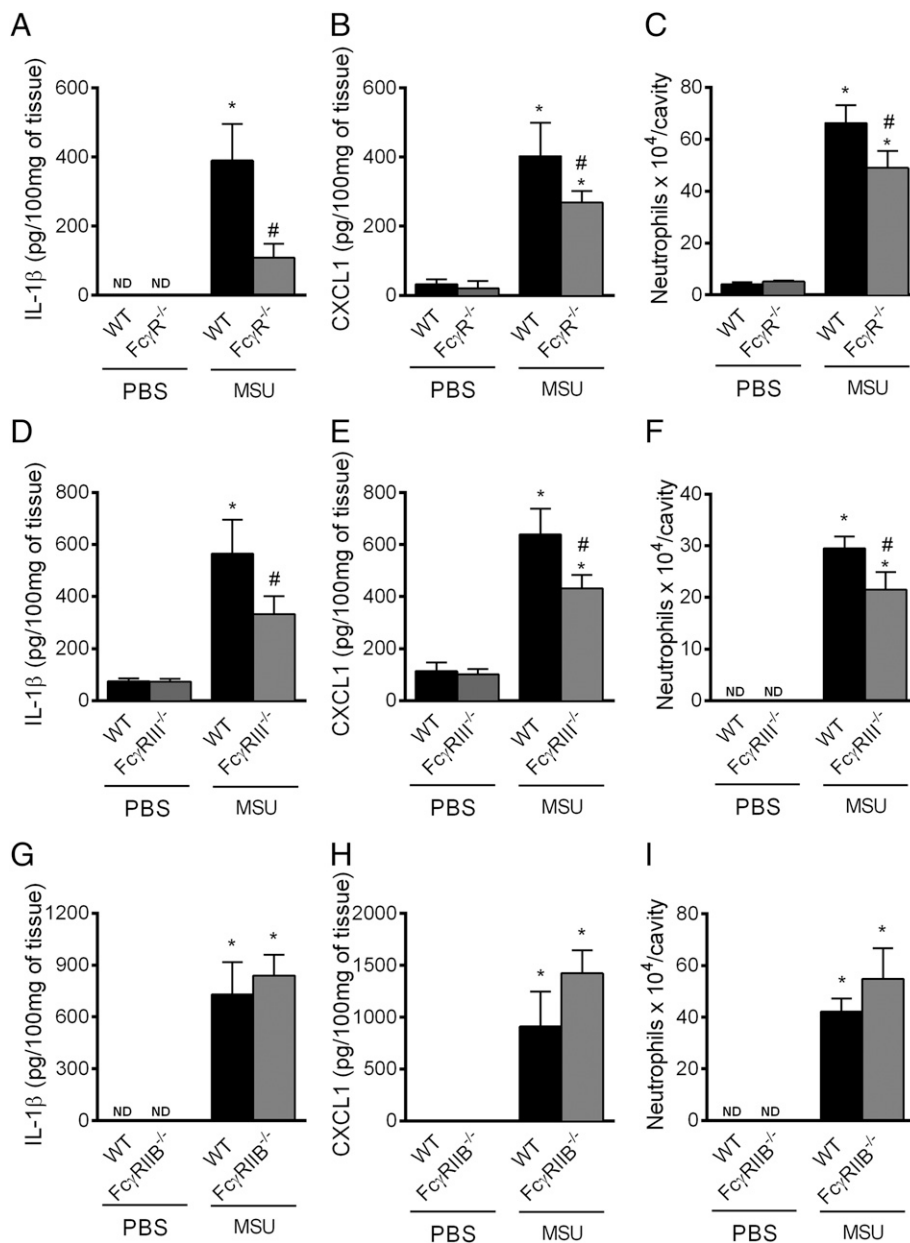 A
IL-1β (pg/100mg of tissue)
600
400
200
0
ND ND
*
#
WT FcγR-/- WT FcγR-/-
PBS MSU
B
CXCL1 (pg/100mg of tissue)
600
400
200
0
*
#
*
WT FcγR-/- WT FcγR-/-
PBS MSU
C
Neutrophils x 10⁴/cavity
80
60
40
20
0
*
#
*
WT FcγR-/- WT FcγR-/-
PBS MSU
D
IL-1β (pg/100mg of tissue)
800
600
400
200
0
*
#
WT FcγRIII-/- WT FcγRIII-/-
PBS MSU
E
CXCL1 (pg/100mg of tissue)
800
600
400
200
0
*
#
*
WT FcγRIII-/- WT FcγRIII-/-
PBS MSU
F
Neutrophils x 10⁴/cavity
40
30
20
10
0
ND ND
*
#
*
WT FcγRIII-/- WT FcγRIII-/-
PBS MSU
G
IL-1β (pg/100mg of tissue)
1200
900
600
300
0
ND ND
* *
WT FcγRIIB-/- WT FcγRIIB-/-
PBS MSU
H
CXCL1 (pg/100mg of tissue)
2000
1500
1000
500
0
* *
WT FcγRIIB-/- WT FcγRIIB-/-
PBS MSU
I
Neutrophils x 10⁴/cavity
80
60
40
20
0
ND ND
* *
WT FcγRIIB-/- WT FcγRIIB-/-
PBS MSU